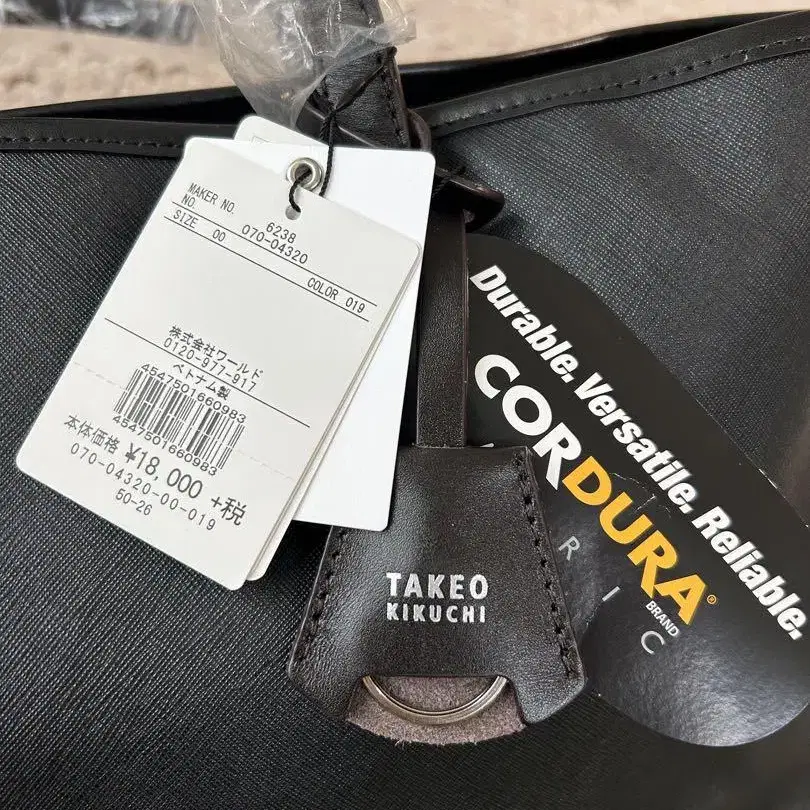 MAKER NO. 6238
NO. 070-04320
SIZE 00
COLOR 019
株式会社ワールド
0120-977-917
ベトナム製
4547501660983
4547501660983
本体価格 ¥18,000 +税
070-04320-00-019
50-26
TAKEO
KIKUCHI
Durable. Versatile. Reliable.
CORDURA®
BRAND
RIC